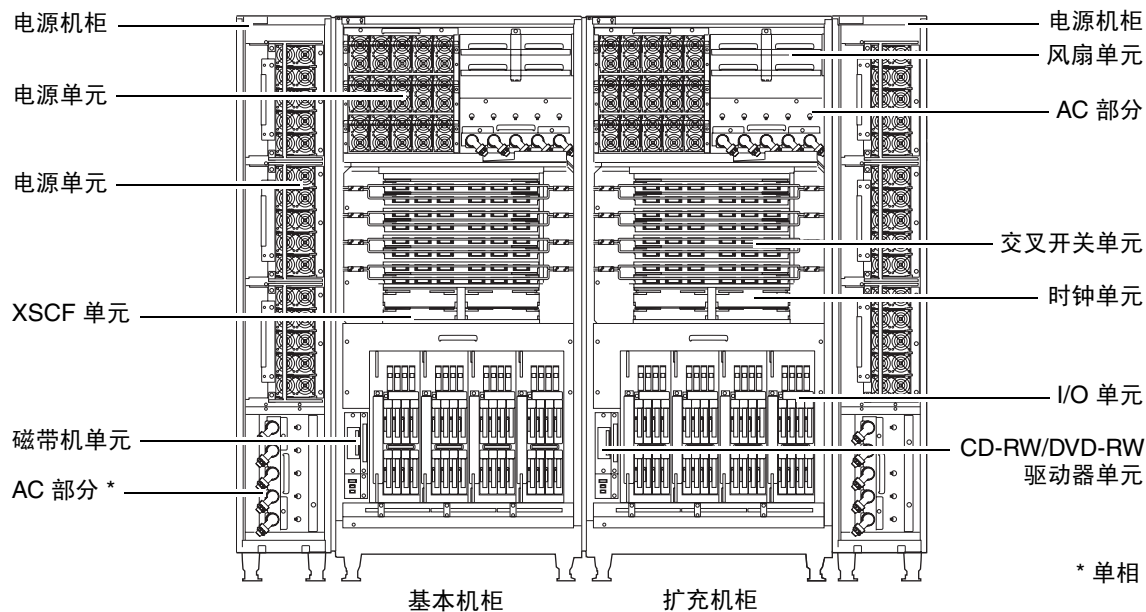 电源机柜
电源单元
电源单元
XSCF 单元
磁带机单元
AC 部分 *
电源机柜
风扇单元
AC 部分
交叉开关单元
时钟单元
I/O 单元
CD-RW/DVD-RW
驱动器单元
* 单相
基本机柜
扩充机柜